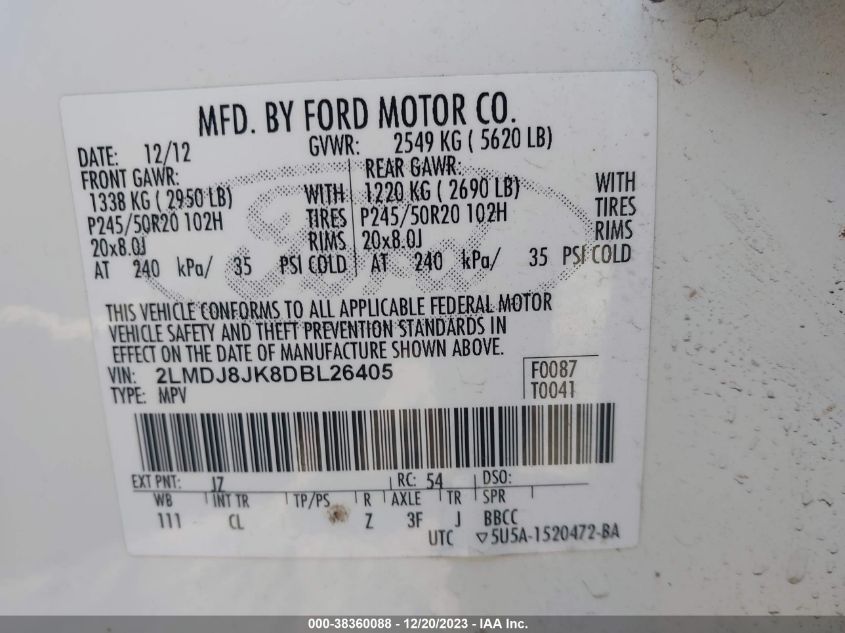 MFD. BY FORD MOTOR CO.
DATE: 12/12 GVWR: 2549 KG ( 5620 LB)
FRONT GAWR: REAR GAWR:
1338 KG ( 2950 LB) WITH 1220 KG ( 2690 LB) WITH
P245/50R20 102H TIRES P245/50R20 102H TIRES
20x8.0J RIMS 20x8.0J RIMS
AT 240 kPa/ 35 PSI COLD AT 240 kPa/ 35 PSI COLD
Ford
THIS VEHICLE CONFORMS TO ALL APPLICABLE FEDERAL MOTOR
VEHICLE SAFETY AND THEFT PREVENTION STANDARDS IN
EFFECT ON THE DATE OF MANUFACTURE SHOWN ABOVE.
VIN: 2LMDJ8JK8DBL26405 F0087
TYPE: MPV T0041
EXT PNT: JZ RC: 54 DSO:
WB INT TR TP/PS R AXLE TR SPR
111 CL Z 3F J BBCC
UTC ▽5U5A-1520472-BA
000-38360088 - 12/20/2023 - IAA Inc.